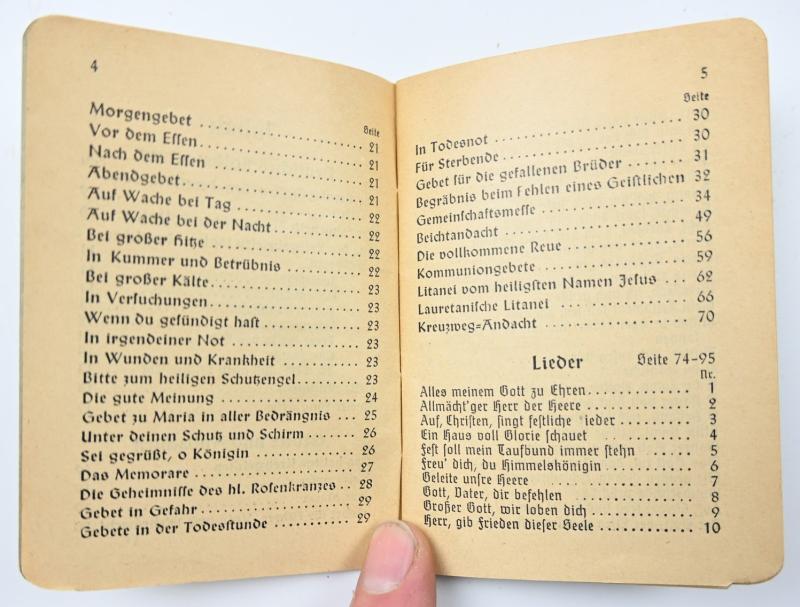 4
Seite
Morgengebet 21
Vor dem Essen 21
Nach dem Essen 21
Abendgebet 21
Auf Wache bei Tag 22
Auf Wache bei der Nacht 22
Bei großer Hitze 22
In Kummer und Betrübnis 22
Bei großer Kälte 23
In Versuchungen 23
Wenn du gesündigt hast 23
In irgendeiner Not 23
In Wunden und Krankheit 23
Bitte zum heiligen Schutzengel 23
Die gute Meinung 24
Gebet zu Maria in aller Bedrängnis 25
Unter deinen Schutz und Schirm 26
Sei gegrüßt, o Königin 26
Das Memorare 27
Die Geheimnisse des hl. Rosenkranzes 28
Gebet in Gefahr 29
Gebete in der Todesstunde 29
5
Seite
In Todesnot 30
Für Sterbende 30
Gebet für die gefallenen Brüder 31
Begräbnis beim Fehlen eines Geistlichen 32
Gemeinschaftsmesse 34
Beichtandacht 49
Die vollkommene Reue 56
Kommuniongebete 59
Litanei vom heiligsten Namen Jesus 62
Lauretanische Litanei 66
Kreuzweg=Andacht 70
Lieder Seite 74-95
Nr.
Alles meinem Gott zu Ehren 1
Allmächt'ger Herr der Heere 2
Auf, Christen, singt festliche ieder 3
Ein Haus voll Glorie schauet 4
Fest soll mein Taufbund immer stehn 5
Freu' dich, du Himmelskönigin 6
Geleite unsre Heere 7
Gott, Vater, dir befehlen 8
Großer Gott, wir loben dich 9
Herr, gib Frieden dieser Seele 10